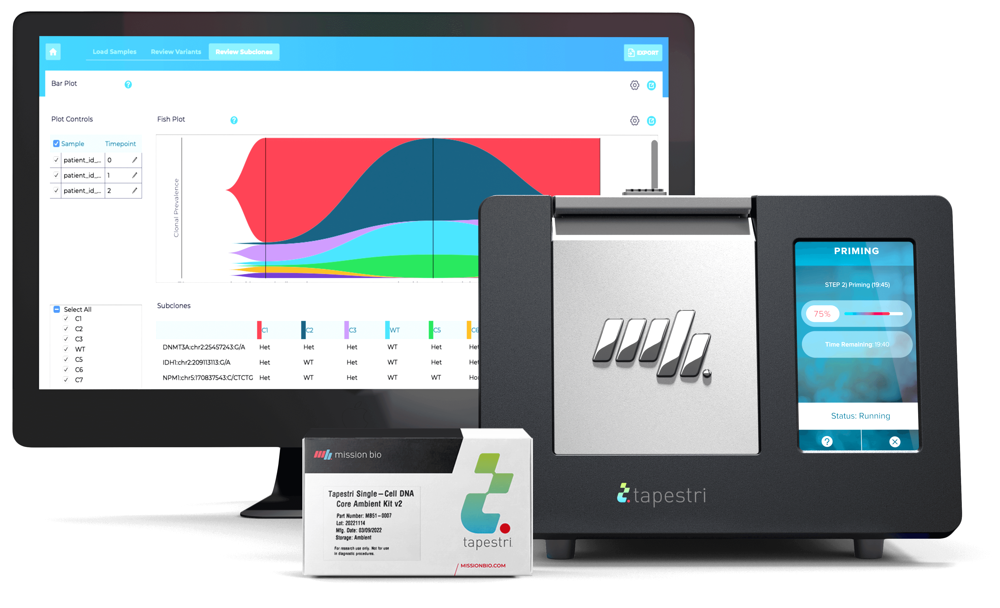 Load Samples
Review Variants
Review Subclones
EXPORT
Bar Plot
?
Plot Controls
Fish Plot
?
Sample Timepoint
patient_id_... 0
patient_id_... 1
patient_id_... 2
Clonal Prevalence
Select All
C1
C2
C3
WT
C5
C6
C7
Subclones
C1 C2 C3 WT C5 C6
DNMT3A:chr2:25457243:G/A Het Het Het WT Het
IDH1:chr2:209113113:G/A Het WT Het WT Het
NPM1:chr5:170837543:C/CTCTG Het WT Het WT WT
PRIMING
STEP 2) Priming (19:45)
75%
Time Remaining: 19:40
Status: Running
?
tapestri
mission bio
Tapestri Single-Cell DNA
Core Ambient Kit v2
Part Number: MB51-0007
Lot: 20221114
Mfg. Date: 03/09/2022
Storage: Ambient
For research use only. Not for use
in diagnostic procedures.
tapestri
MISSIONBIO.COM